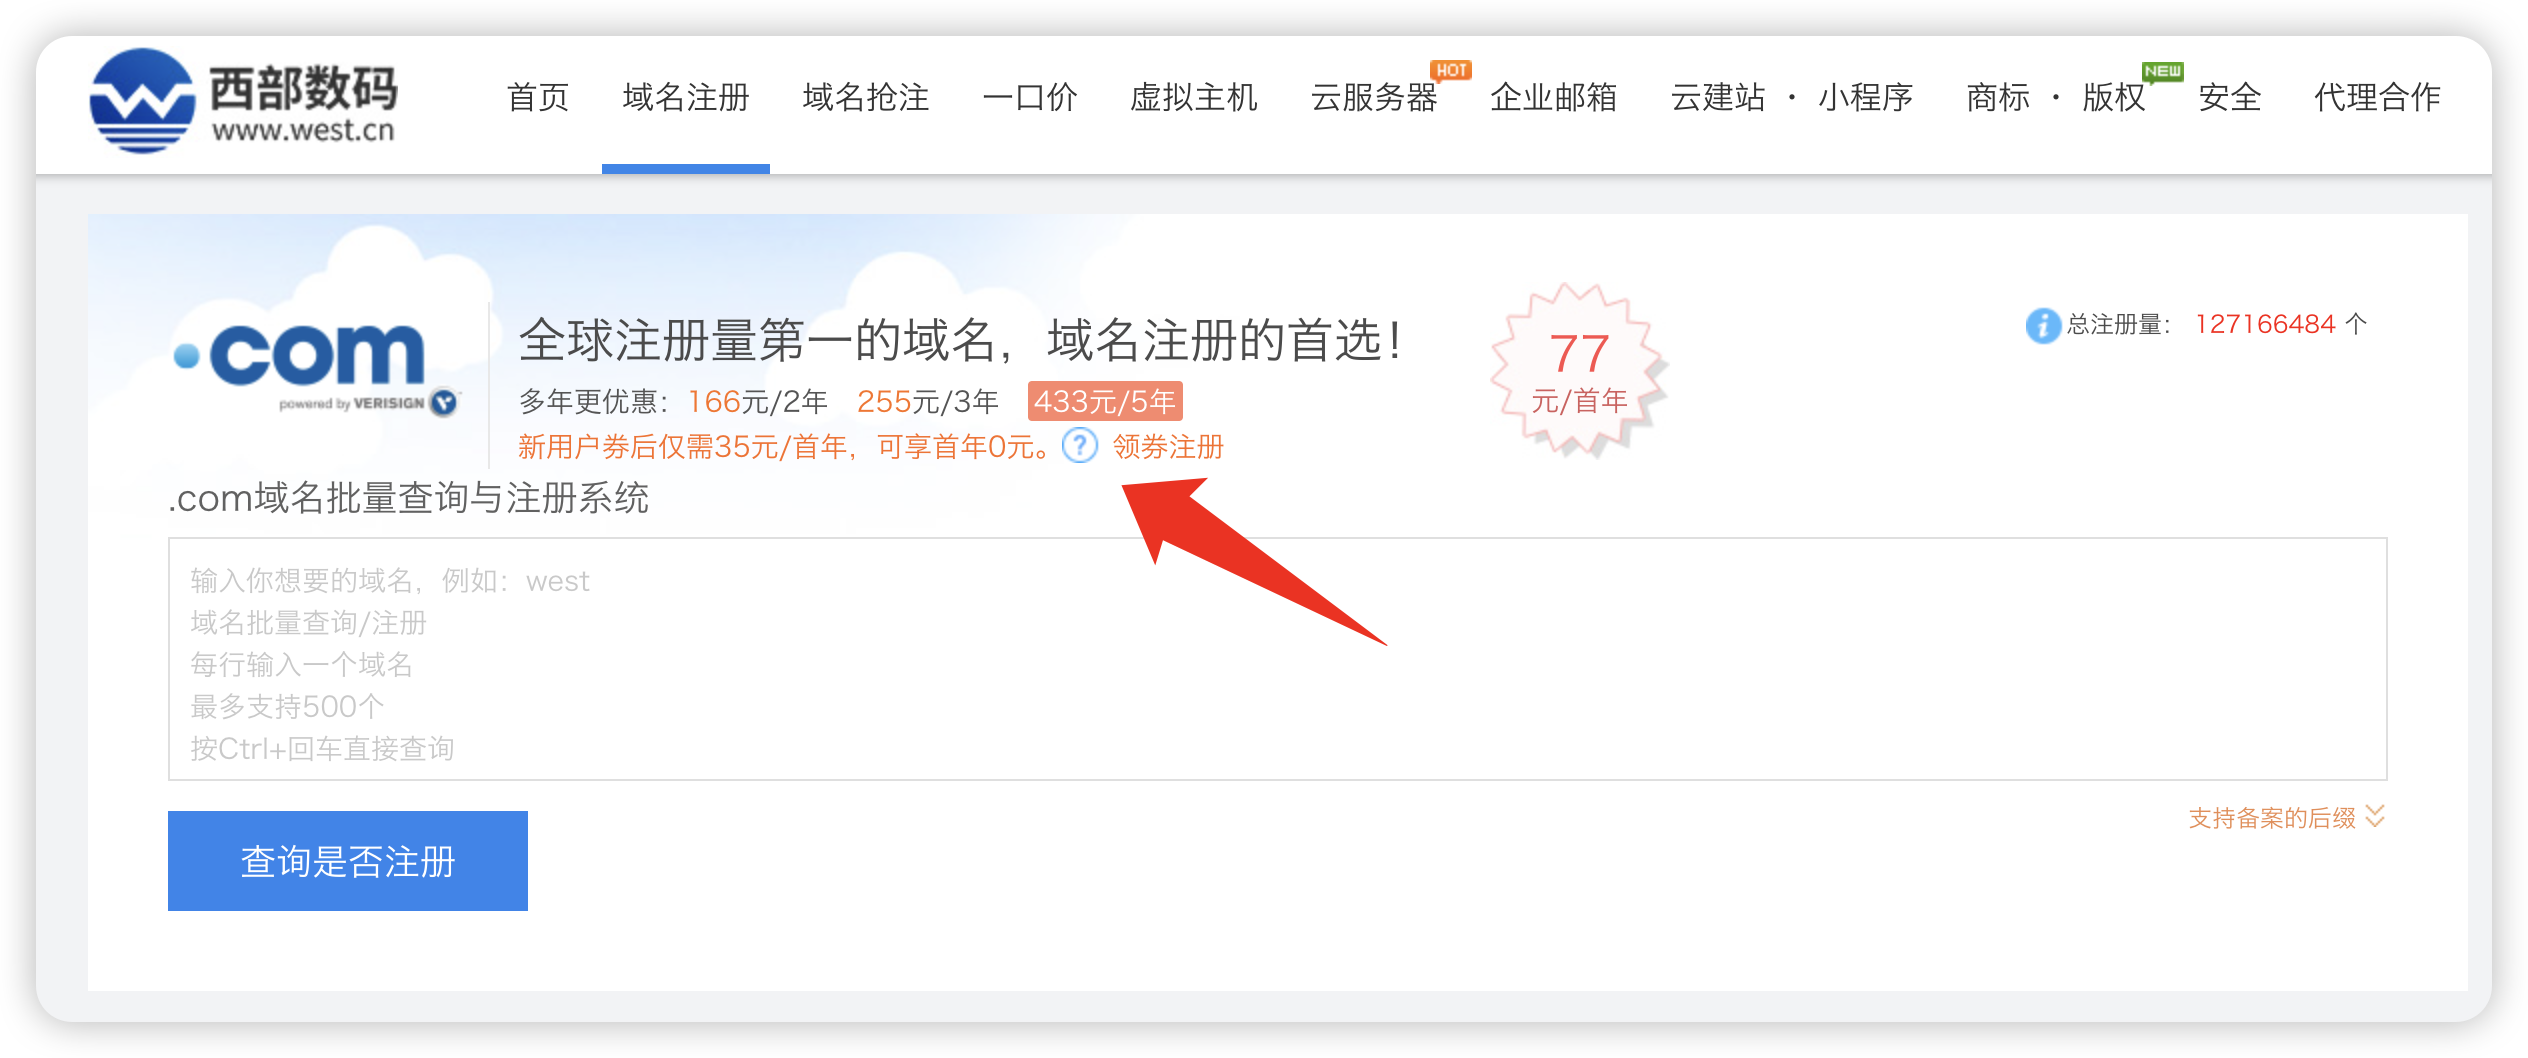 西部数码
www.west.cn
首页 域名注册 域名抢注 一口价 虚拟主机 云服务器 HOT 企业邮箱 云建站 · 小程序 商标 · 版权 NEW 安全 代理合作
.com
powered by VERISIGN
全球注册量第一的域名，域名注册的首选！
多年更优惠：166元/2年 255元/3年 433元/5年
新用户券后仅需35元/首年，可享首年0元。? 领券注册
77
元/首年
i 总注册量： 127166484 个
.com域名批量查询与注册系统
输入你想要的域名，例如：west
域名批量查询/注册
每行输入一个域名
最多支持500个
按Ctrl+回车直接查询
支持备案的后缀
查询是否注册